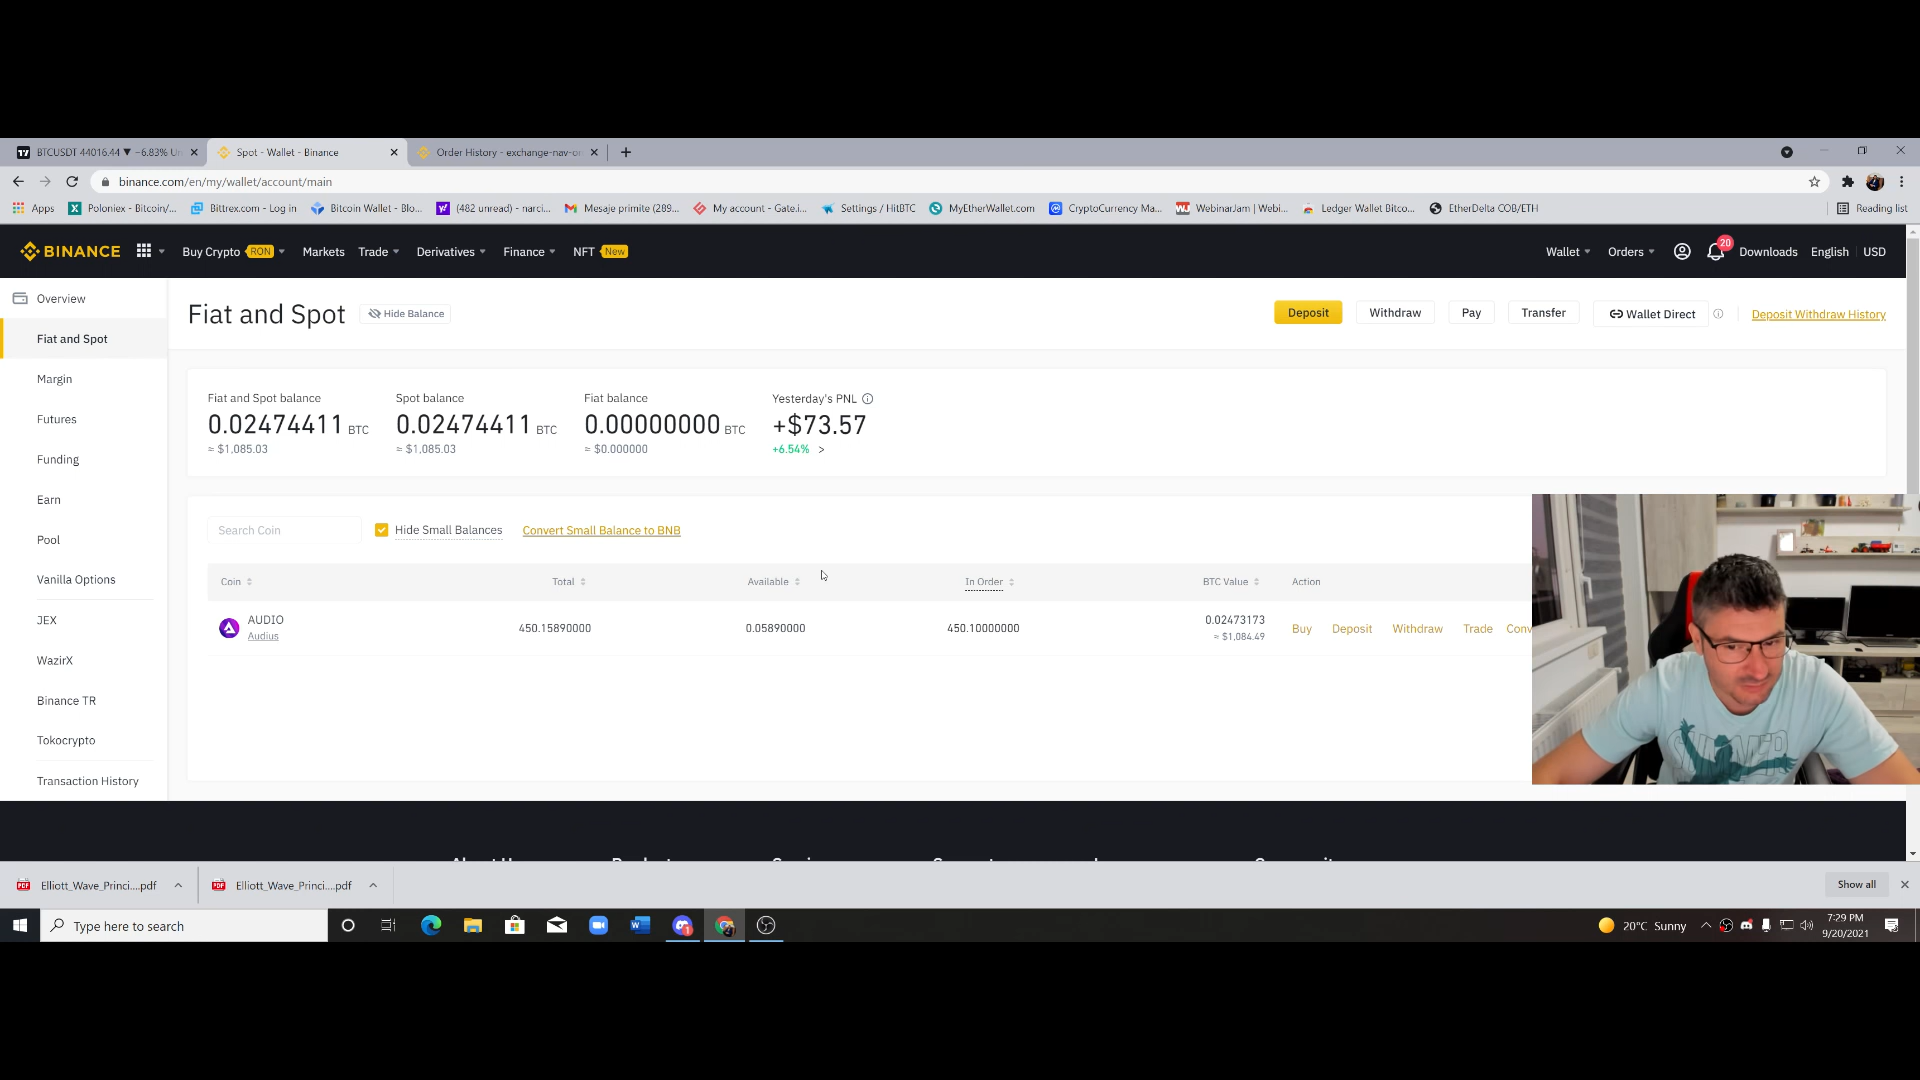 BTCUSDT 44016.44 ▼ −6.83% Un
Spot - Wallet - Binance
Order History - exchange-nav-or
binance.com/en/my/wallet/account/main
Apps
Poloniex - Bitcoin/...
Bittrex.com - Log in
Bitcoin Wallet - Blo...
(482 unread) - narci...
Mesaje primite (289...
My account - Gate.i...
Settings / HitBTC
MyEtherWallet.com
CryptoCurrency Ma...
WebinarJam | Webi...
Ledger Wallet Bitco...
EtherDelta COB/ETH
Reading list
BINANCE
Buy Crypto RON
Markets
Trade
Derivatives
Finance
NFT New
Wallet
Orders
20
Downloads
English
USD
Overview
Fiat and Spot
Margin
Futures
Funding
Earn
Pool
Vanilla Options
JEX
WazirX
Binance TR
Tokocrypto
Transaction History
Fiat and Spot
Hide Balance
Deposit
Withdraw
Pay
Transfer
Wallet Direct
Deposit Withdraw History
Fiat and Spot balance
0.02474411 BTC
≈ $1,085.03
Spot balance
0.02474411 BTC
≈ $1,085.03
Fiat balance
0.00000000 BTC
≈ $0.000000
Yesterday's PNL
+$73.57
+6.54% >
Search Coin
Hide Small Balances
Convert Small Balance to BNB
Coin
Total
Available
In Order
BTC Value
Action
AUDIO
Audius
450.15890000
0.05890000
450.10000000
0.02473173
≈ $1,084.49
Buy
Deposit
Withdraw
Trade
Conv
SUMMER
Elliott_Wave_Princi....pdf
Elliott_Wave_Princi....pdf
Show all
Type here to search
20°C Sunny
7:29 PM
9/20/2021